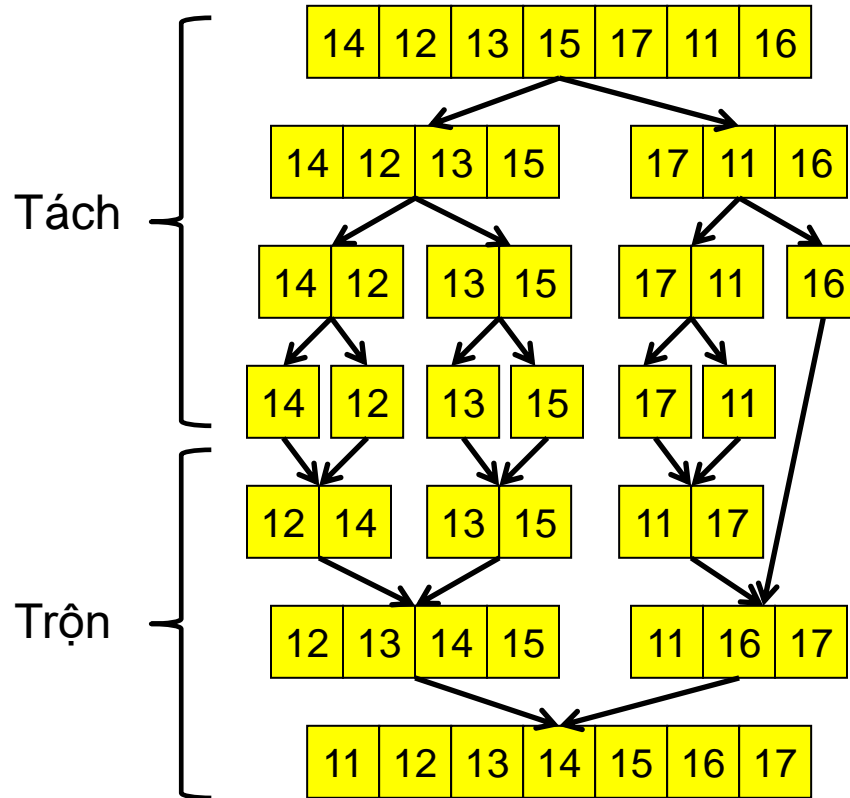 14 12 13 15 17 11 16
14 12 13 15 17 11 16
Tách
14 12 13 15 17 11 16
14 12 13 15 17 11
12 14 13 15 11 17
Trộn
12 13 14 15 11 16 17
11 12 13 14 15 16 17